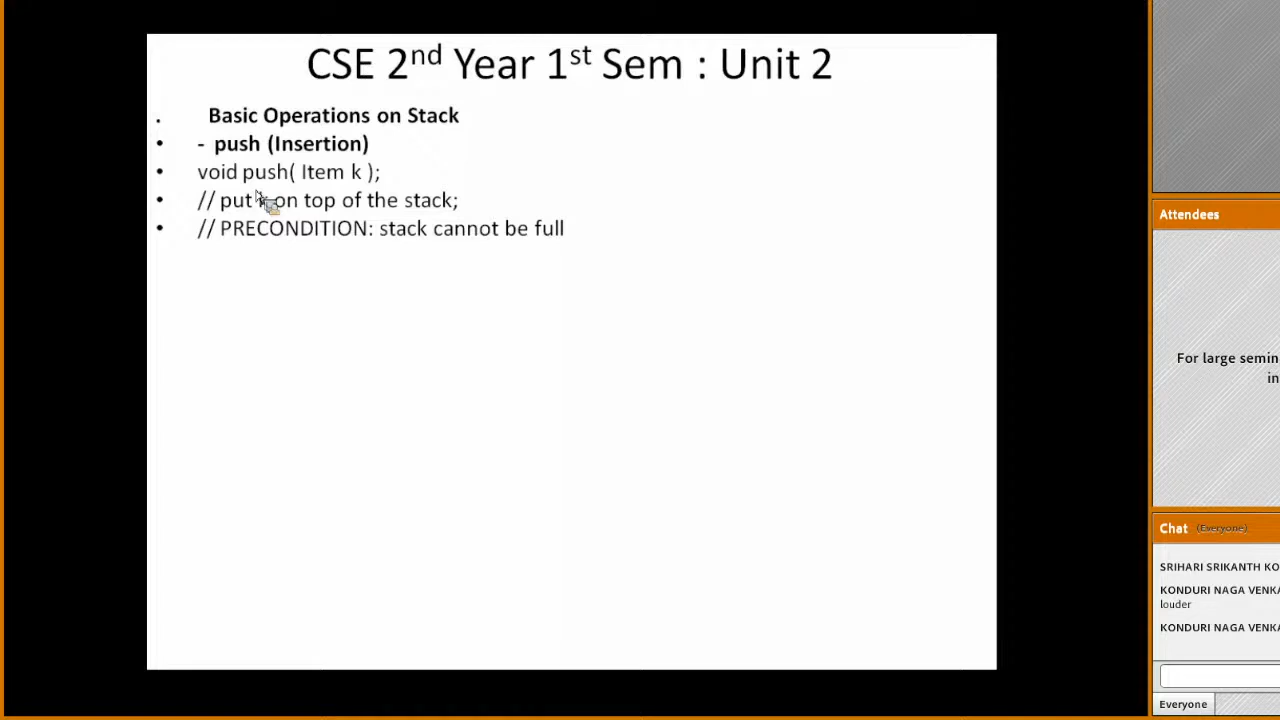 CSE 2nd Year 1st Sem : Unit 2
. Basic Operations on Stack
• - push (Insertion)
• void push( Item k );
• // put on top of the stack;
• // PRECONDITION: stack cannot be full
Attendees
For large semin
in
Chat (Everyone)
SRIHARI SRIKANTH KO
KONDURI NAGA VENKA
louder
KONDURI NAGA VENKA
Everyone